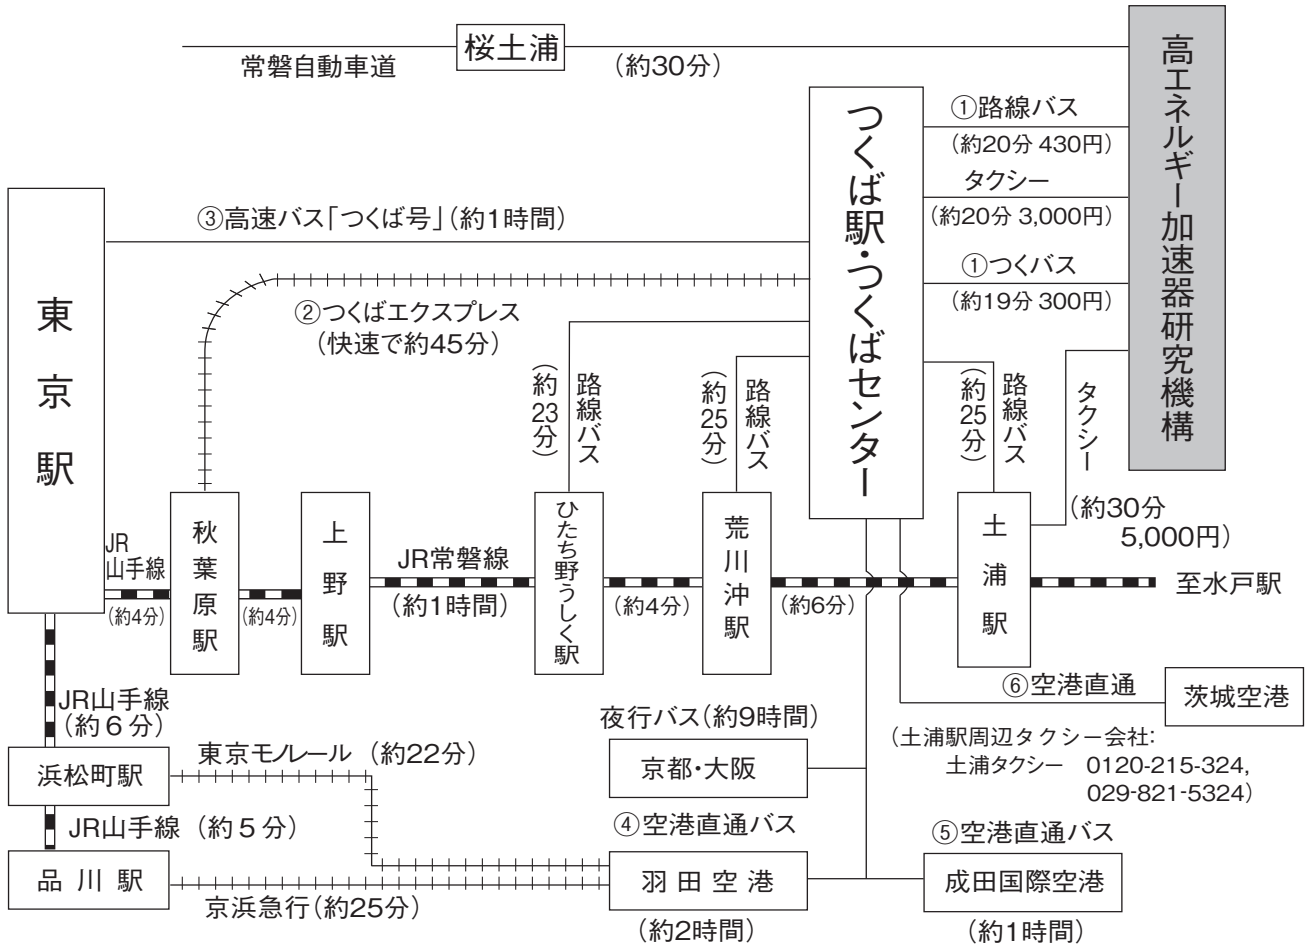 桜土浦
常磐自動車道
(約30分)
高エネルギー加速器研究機構
つくば駅・つくばセンター
①路線バス
(約20分 430円)
タクシー
(約20分 3,000円)
①つくバス
(約19分 300円)
東京駅
③高速バス「つくば号」(約1時間)
②つくばエクスプレス
(快速で約45分)
路線バス
(約23分)
路線バス
(約25分)
路線バス
(約25分)
タクシー
(約30分
5,000円)
JR
山手線
(約4分)
秋葉原駅
(約4分)
上野駅
JR常磐線
(約1時間)
ひたち野うしく駅
(約4分)
荒川沖駅
(約6分)
土浦駅
至水戸駅
JR山手線
(約6分)
⑥空港直通
茨城空港
夜行バス(約9時間)
京都・大阪
(土浦駅周辺タクシー会社:
土浦タクシー 0120-215-324,
029-821-5324)
浜松町駅
東京モノレール (約22分)
JR山手線 (約5分)
④空港直通バス
⑤空港直通バス
品川駅
羽田空港
成田国際空港
京浜急行(約25分)
(約2時間)
(約1時間)